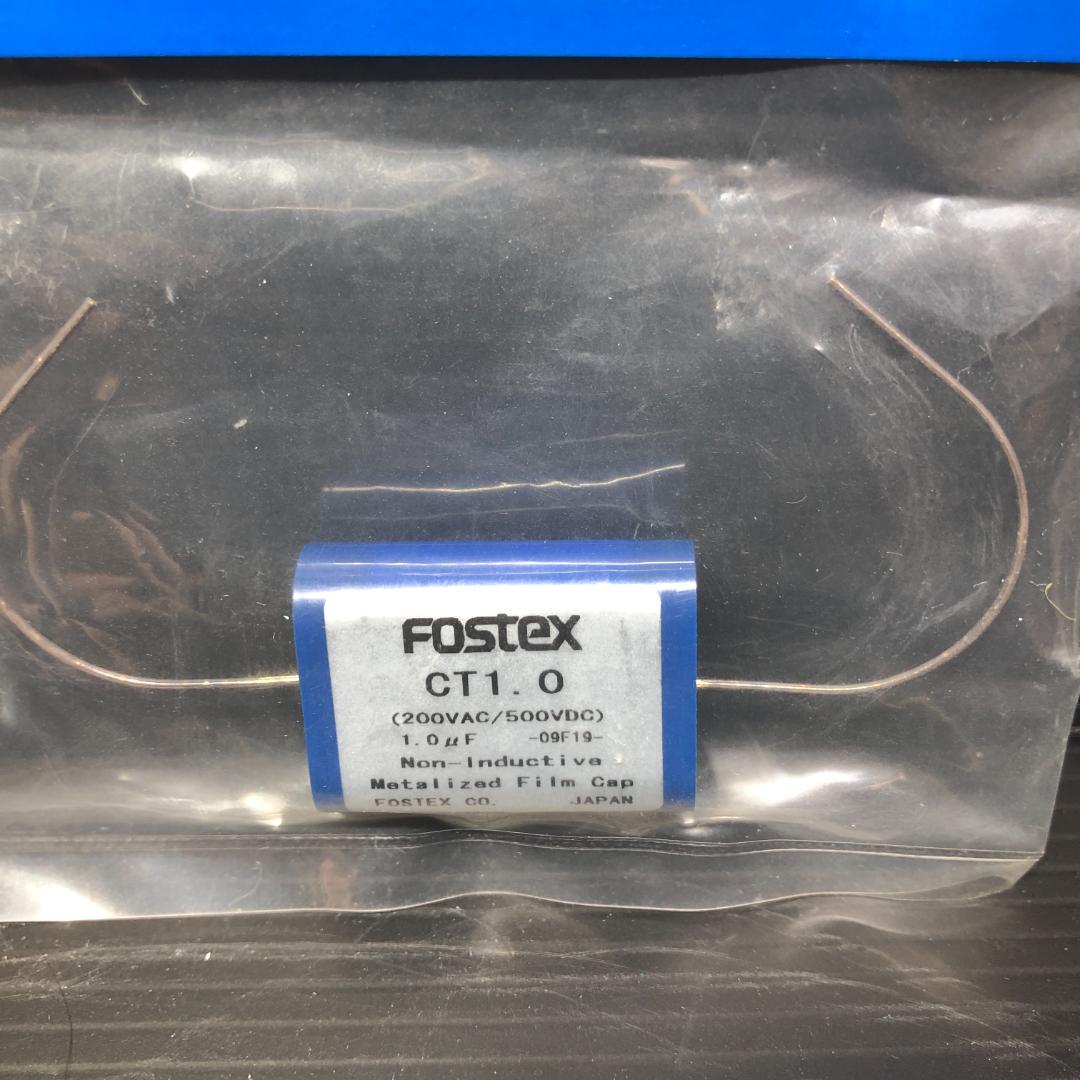 FOSTEX
CT1.0
(200VAC/500VDC)
1.0μF -09F19-
Non-Inductive
Metalized Film Cap
FOSTEX CO. JAPAN